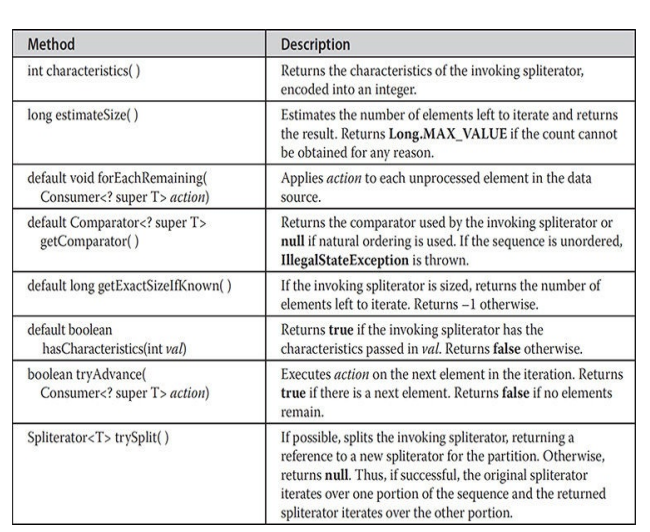 Method Description
int characteristics( ) Returns the characteristics of the invoking spliterator,
encoded into an integer.
long estimateSize( ) Estimates the number of elements left to iterate and returns
the result. Returns Long.MAX_VALUE if the count cannot
be obtained for any reason.
default void forEachRemaining( Applies action to each unprocessed element in the data
Consumer<? super T> action) source.
default Comparator<? super T> Returns the comparator used by the invoking spliterator or
getComparator( ) null if natural ordering is used. If the sequence is unordered,
IllegalStateException is thrown.
default long getExactSizeIfKnown( ) If the invoking spliterator is sized, returns the number of
elements left to iterate. Returns –1 otherwise.
default boolean Returns true if the invoking spliterator has the
hasCharacteristics(int val) characteristics passed in val. Returns false otherwise.
boolean tryAdvance( Executes action on the next element in the iteration. Returns
Consumer<? super T> action) true if there is a next element. Returns false if no elements
remain.
Spliterator<T> trySplit( ) If possible, splits the invoking spliterator, returning a
reference to a new spliterator for the partition. Otherwise,
returns null. Thus, if successful, the original spliterator
iterates over one portion of the sequence and the returned
spliterator iterates over the other portion.